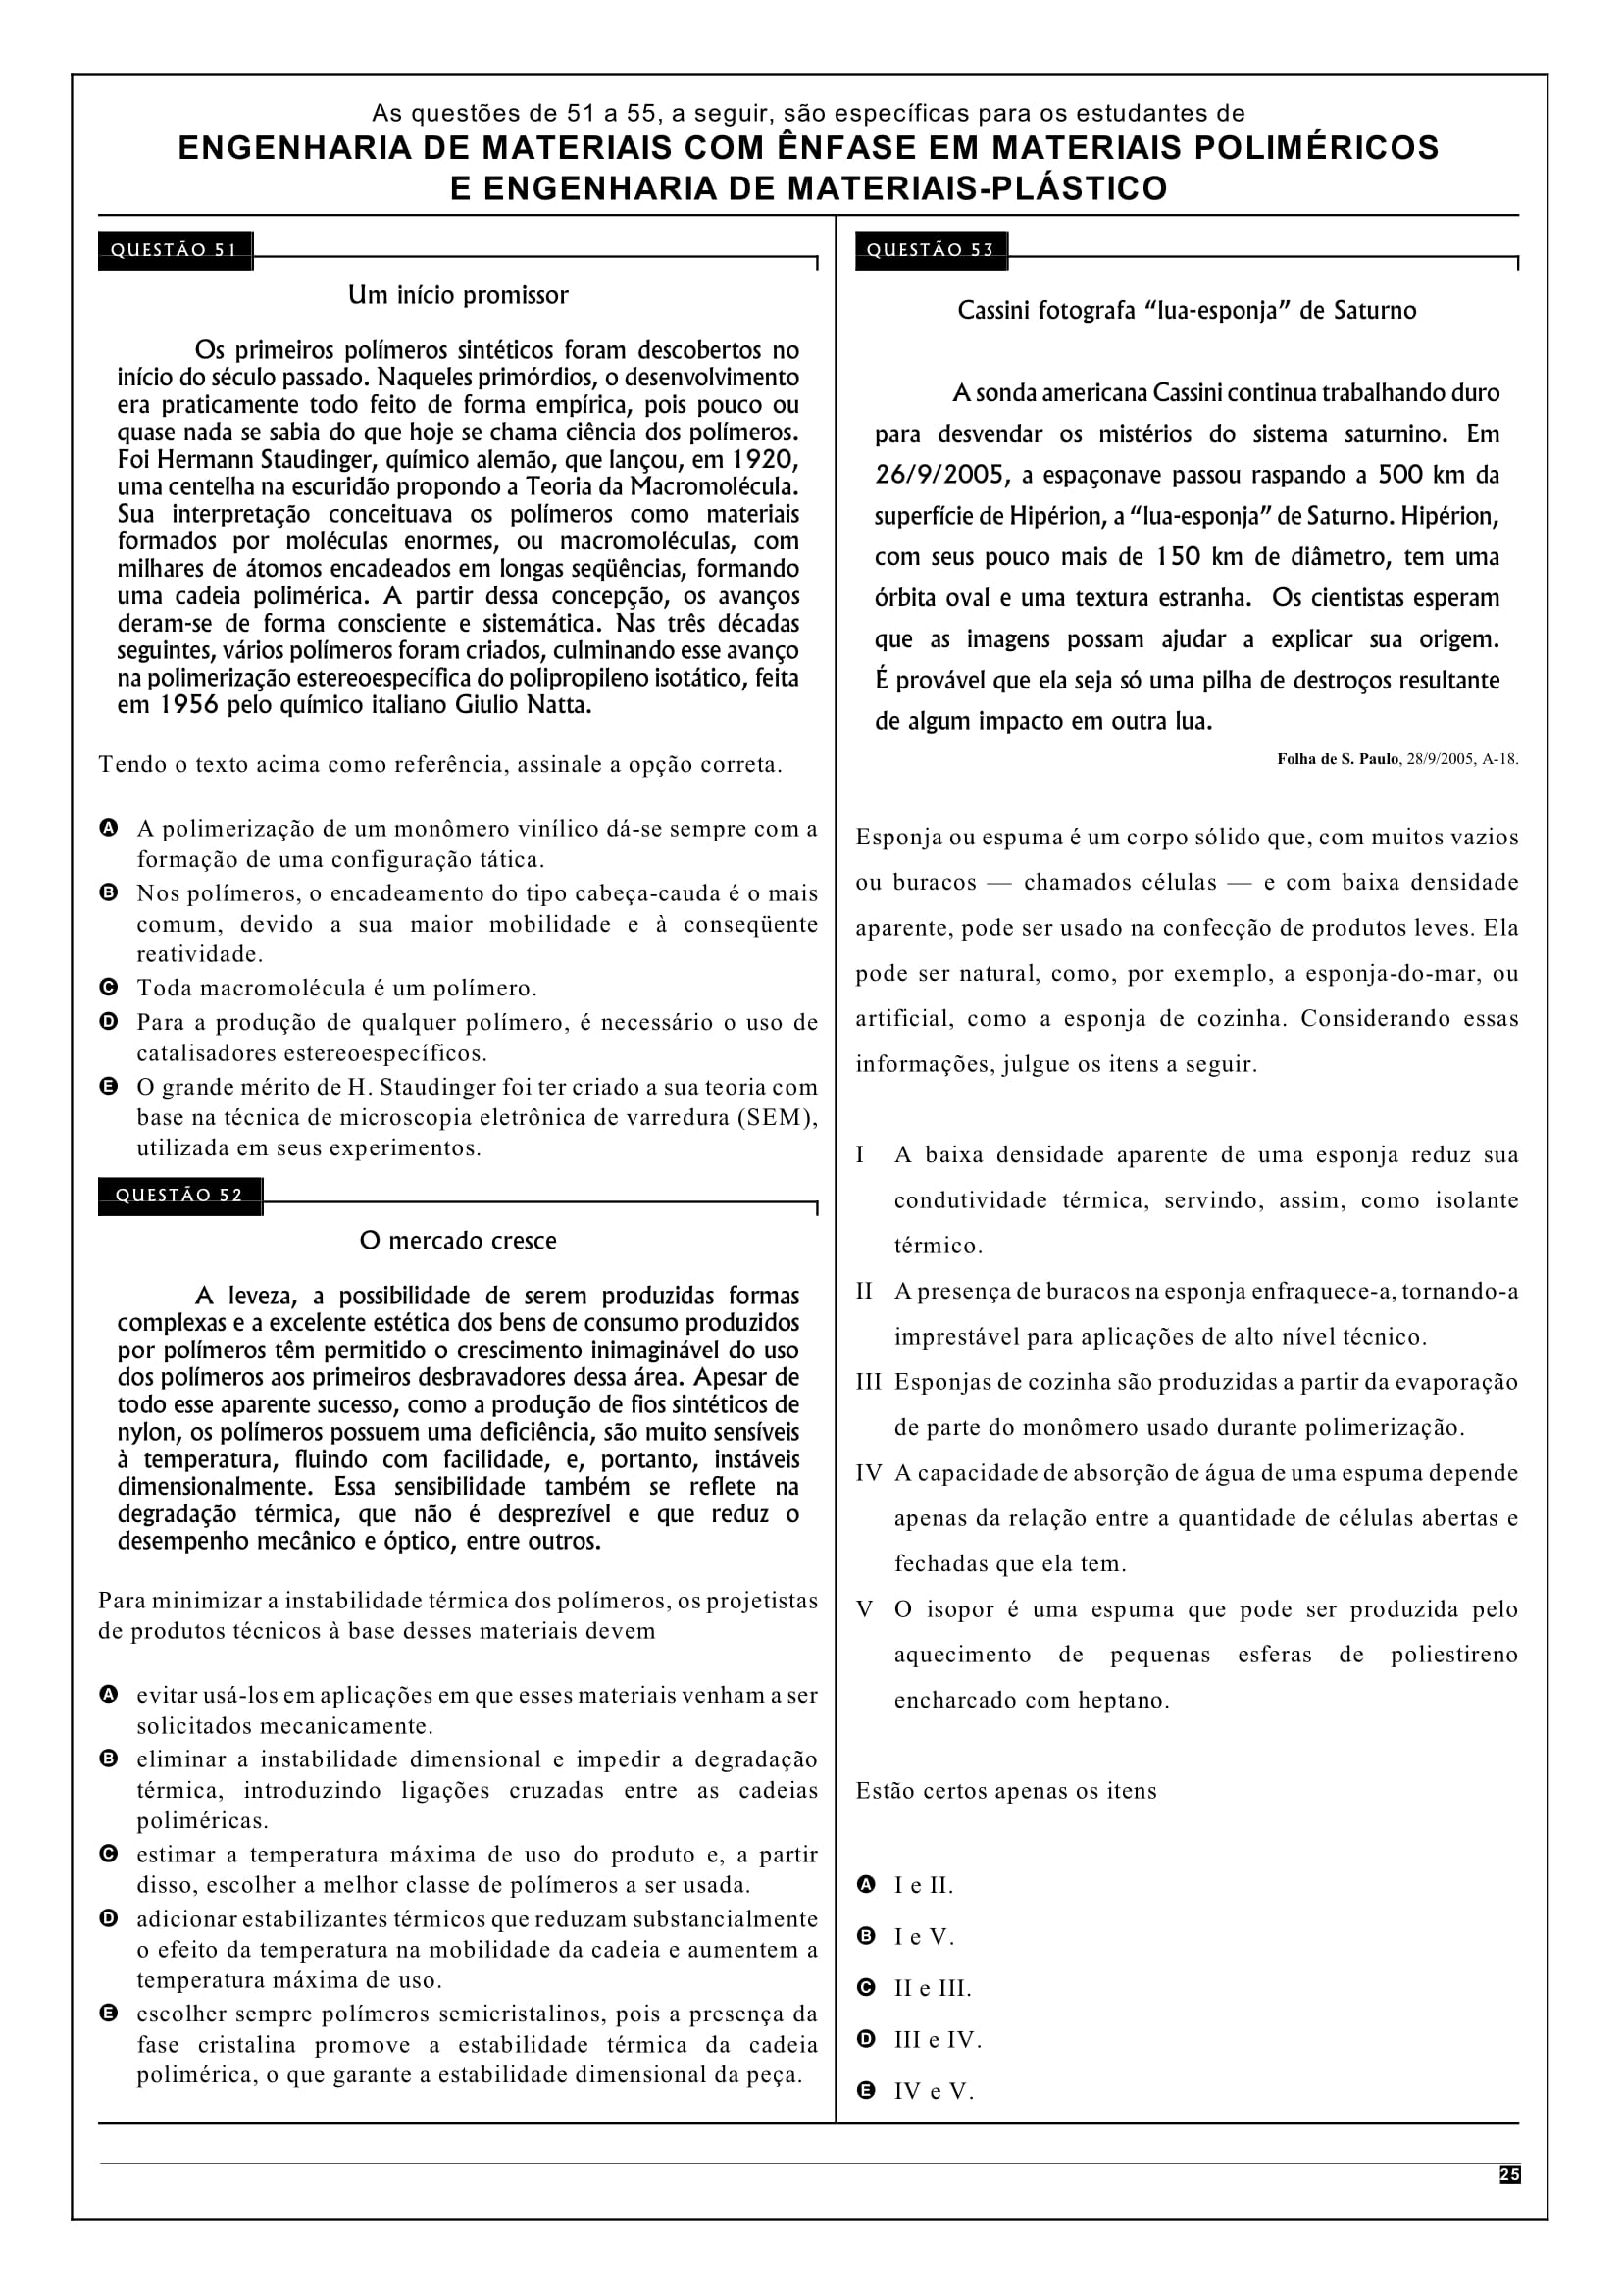 As questões de 51 a 55, a seguir, são específicas para os estudantes de
ENGENHARIA DE MATERIAIS COM ÊNFASE EM MATERIAIS POLIMÉRICOS
E ENGENHARIA DE MATERIAIS-PLÁSTICO
QUESTÃO 51
Um início promissor
Os primeiros polímeros sintéticos foram descobertos no
início do século passado. Naqueles primórdios, o desenvolvimento
era praticamente todo feito de forma empírica, pois pouco ou
quase nada se sabia do que hoje se chama ciência dos polímeros.
Foi Hermann Staudinger, químico alemão, que lançou, em 1920,
uma centelha na escuridão propondo a Teoria da Macromolécula.
Sua interpretação conceituava os polímeros como materiais
formados por moléculas enormes, ou macromoléculas, com
milhares de átomos encadeados em longas seqüências, formando
uma cadeia polimérica. A partir dessa concepção, os avanços
deram-se de forma consciente e sistemática. Nas três décadas
seguintes, vários polímeros foram criados, culminando esse avanço
na polimerização estereoespecífica do polipropileno isotático, feita
em 1956 pelo químico italiano Giulio Natta.
Tendo o texto acima como referência, assinale a opção correta.
A A polimerização de um monômero vinílico dá-se sempre com a
formação de uma configuração tática.
B Nos polímeros, o encadeamento do tipo cabeça-cauda é o mais
comum, devido a sua maior mobilidade e à conseqüente
reatividade.
C Toda macromolécula é um polímero.
D Para a produção de qualquer polímero, é necessário o uso de
catalisadores estereoespecíficos.
E O grande mérito de H. Staudinger foi ter criado a sua teoria com
base na técnica de microscopia eletrônica de varredura (SEM),
utilizada em seus experimentos.
QUESTÃO 52
O mercado cresce
A leveza, a possibilidade de serem produzidas formas
complexas e a excelente estética dos bens de consumo produzidos
por polímeros têm permitido o crescimento inimaginável do uso
dos polímeros aos primeiros desbravadores dessa área. Apesar de
todo esse aparente sucesso, como a produção de fios sintéticos de
nylon, os polímeros possuem uma deficiência, são muito sensíveis
à temperatura, fluindo com facilidade, e, portanto, instáveis
dimensionalmente. Essa sensibilidade também se reflete na
degradação térmica, que não é desprezível e que reduz o
desempenho mecânico e óptico, entre outros.
Para minimizar a instabilidade térmica dos polímeros, os projetistas
de produtos técnicos à base desses materiais devem
A evitar usá-los em aplicações em que esses materiais venham a ser
solicitados mecanicamente.
B eliminar a instabilidade dimensional e impedir a degradação
térmica, introduzindo ligações cruzadas entre as cadeias
poliméricas.
C estimar a temperatura máxima de uso do produto e, a partir
disso, escolher a melhor classe de polímeros a ser usada.
D adicionar estabilizantes térmicos que reduzam substancialmente
o efeito da temperatura na mobilidade da cadeia e aumentem a
temperatura máxima de uso.
E escolher sempre polímeros semicristalinos, pois a presença da
fase cristalina promove a estabilidade térmica da cadeia
polimérica, o que garante a estabilidade dimensional da peça.
QUESTÃO 53
Cassini fotografa “lua-esponja” de Saturno
A sonda americana Cassini continua trabalhando duro
para desvendar os mistérios do sistema saturnino. Em
26/9/2005, a espaçonave passou raspando a 500 km da
superfície de Hipérion, a “lua-esponja” de Saturno. Hipérion,
com seus pouco mais de 150 km de diâmetro, tem uma
órbita oval e uma textura estranha. Os cientistas esperam
que as imagens possam ajudar a explicar sua origem.
É provável que ela seja só uma pilha de destroços resultante
de algum impacto em outra lua.
Folha de S. Paulo, 28/9/2005, A-18.
Esponja ou espuma é um corpo sólido que, com muitos vazios
ou buracos — chamados células — e com baixa densidade
aparente, pode ser usado na confecção de produtos leves. Ela
pode ser natural, como, por exemplo, a esponja-do-mar, ou
artificial, como a esponja de cozinha. Considerando essas
informações, julgue os itens a seguir.
I A baixa densidade aparente de uma esponja reduz sua
condutividade térmica, servindo, assim, como isolante
térmico.
II A presença de buracos na esponja enfraquece-a, tornando-a
imprestável para aplicações de alto nível técnico.
III Esponjas de cozinha são produzidas a partir da evaporação
de parte do monômero usado durante polimerização.
IV A capacidade de absorção de água de uma espuma depende
apenas da relação entre a quantidade de células abertas e
fechadas que ela tem.
V O isopor é uma espuma que pode ser produzida pelo
aquecimento de pequenas esferas de poliestireno
encharcado com heptano.
Estão certos apenas os itens
A I e II.
B I e V.
C II e III.
D III e IV.
E IV e V.
25